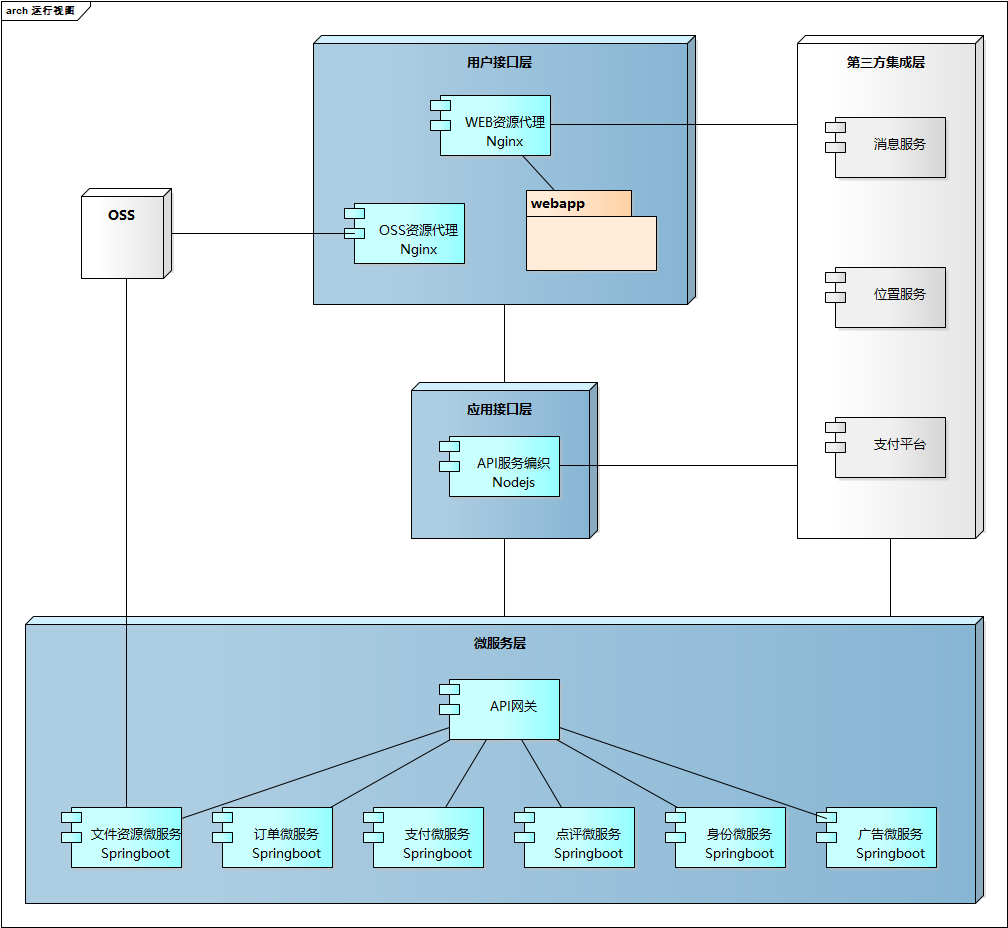 arch 运行视图
用户接口层
第三方集成层
WEB资源代理
Nginx
消息服务
webapp
OSS
OSS资源代理
Nginx
位置服务
应用接口层
支付平台
API服务编织
Nodejs
微服务层
API网关
文件资源微服务
Springboot
订单微服务
Springboot
支付微服务
Springboot
点评微服务
Springboot
身份微服务
Springboot
广告微服务
Springboot